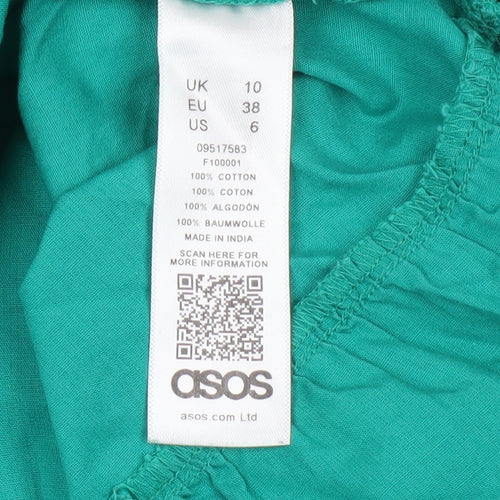 UK 10
EU 38
US 6
09517583
F100001
100% COTTON
100% COTON
100% ALGODÓN
100% BAUMWOLLE
MADE IN INDIA
SCAN HERE FOR
MORE INFORMATION
asos
asos.com Ltd